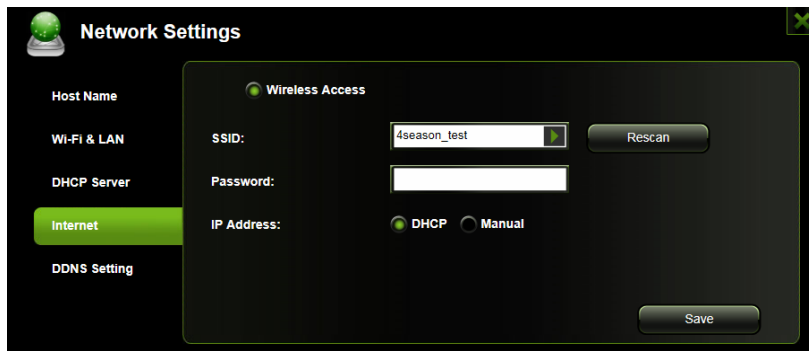 Network Settings
Host Name
Wi-Fi & LAN
DHCP Server
Internet
DDNS Setting
Wireless Access
SSID: 4season_test Rescan
Password:
IP Address: DHCP Manual
Save